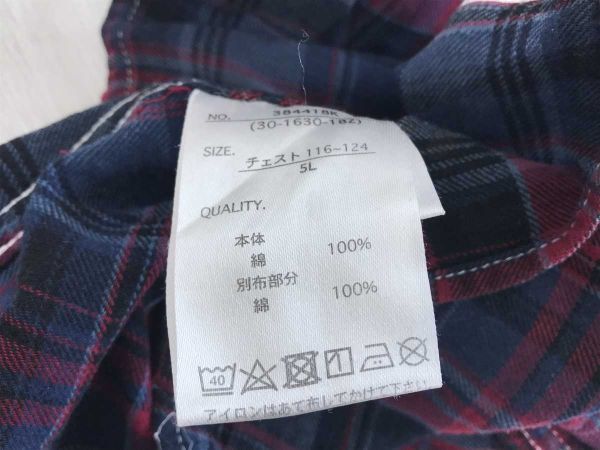 NO. 384418K
(30-1630-18Z)
SIZE. チェスト 116~124
5L
QUALITY.
本体
綿 100%
別布部分
綿 100%
40
アイロンはあて布してかけて下さい